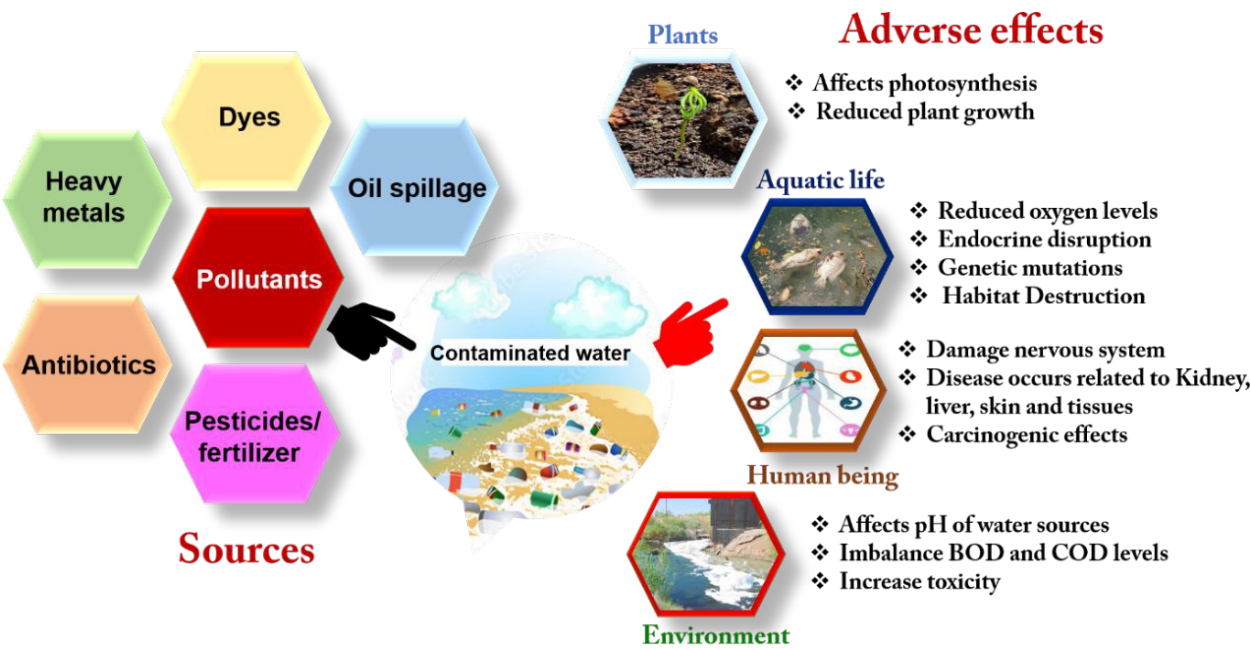 Dyes
Heavy
metals
Oil spillage
Pollutants
Antibiotics
Pesticides/
fertilizer
Sources
Contaminated water
Adverse effects
Plants
❖ Affects photosynthesis
❖ Reduced plant growth
Aquatic life
❖ Reduced oxygen levels
❖ Endocrine disruption
❖ Genetic mutations
❖ Habitat Destruction
❖ Damage nervous system
❖ Disease occurs related to Kidney,
liver, skin and tissues
❖ Carcinogenic effects
Human being
❖ Affects pH of water sources
❖ Imbalance BOD and COD levels
❖ Increase toxicity
Environment